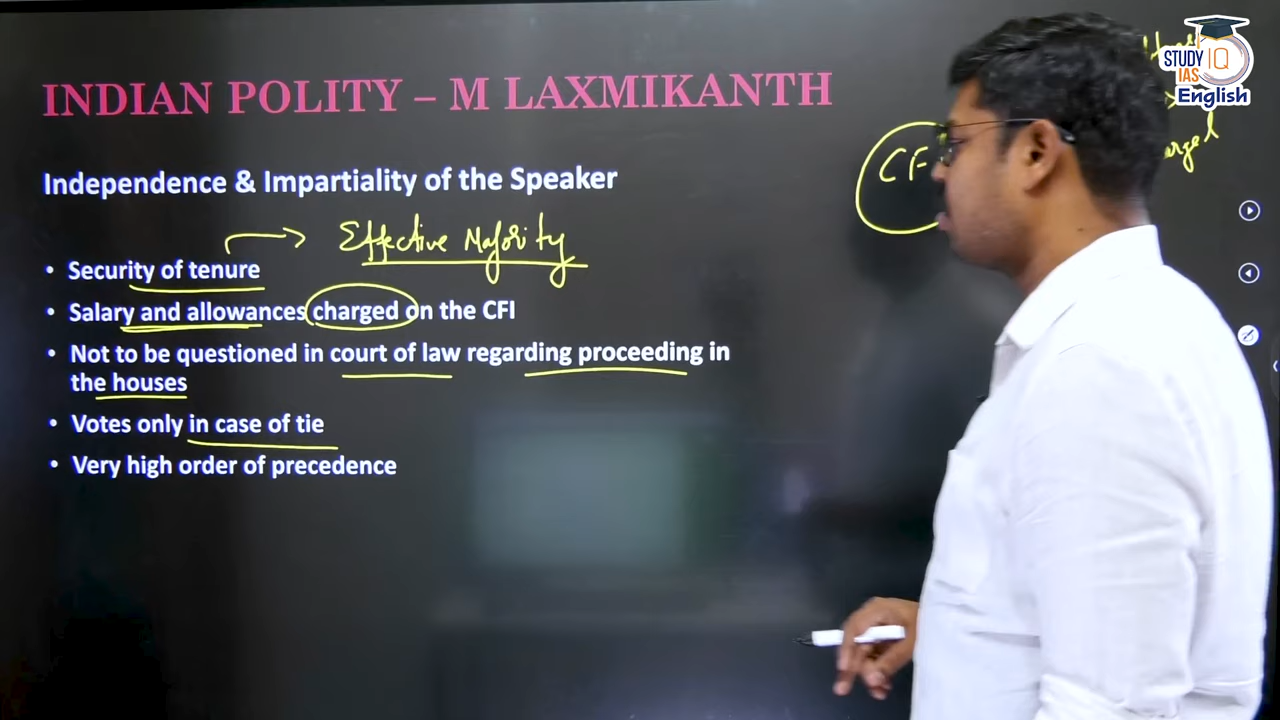 INDIAN POLITY – M LAXMIKANTH
STUDY IQ
IAS
English
CF
Independence & Impartiality of the Speaker
Effective Majority
• Security of tenure
• Salary and allowances charged on the CFI
• Not to be questioned in court of law regarding proceeding in
the houses
• Votes only in case of tie
• Very high order of precedence